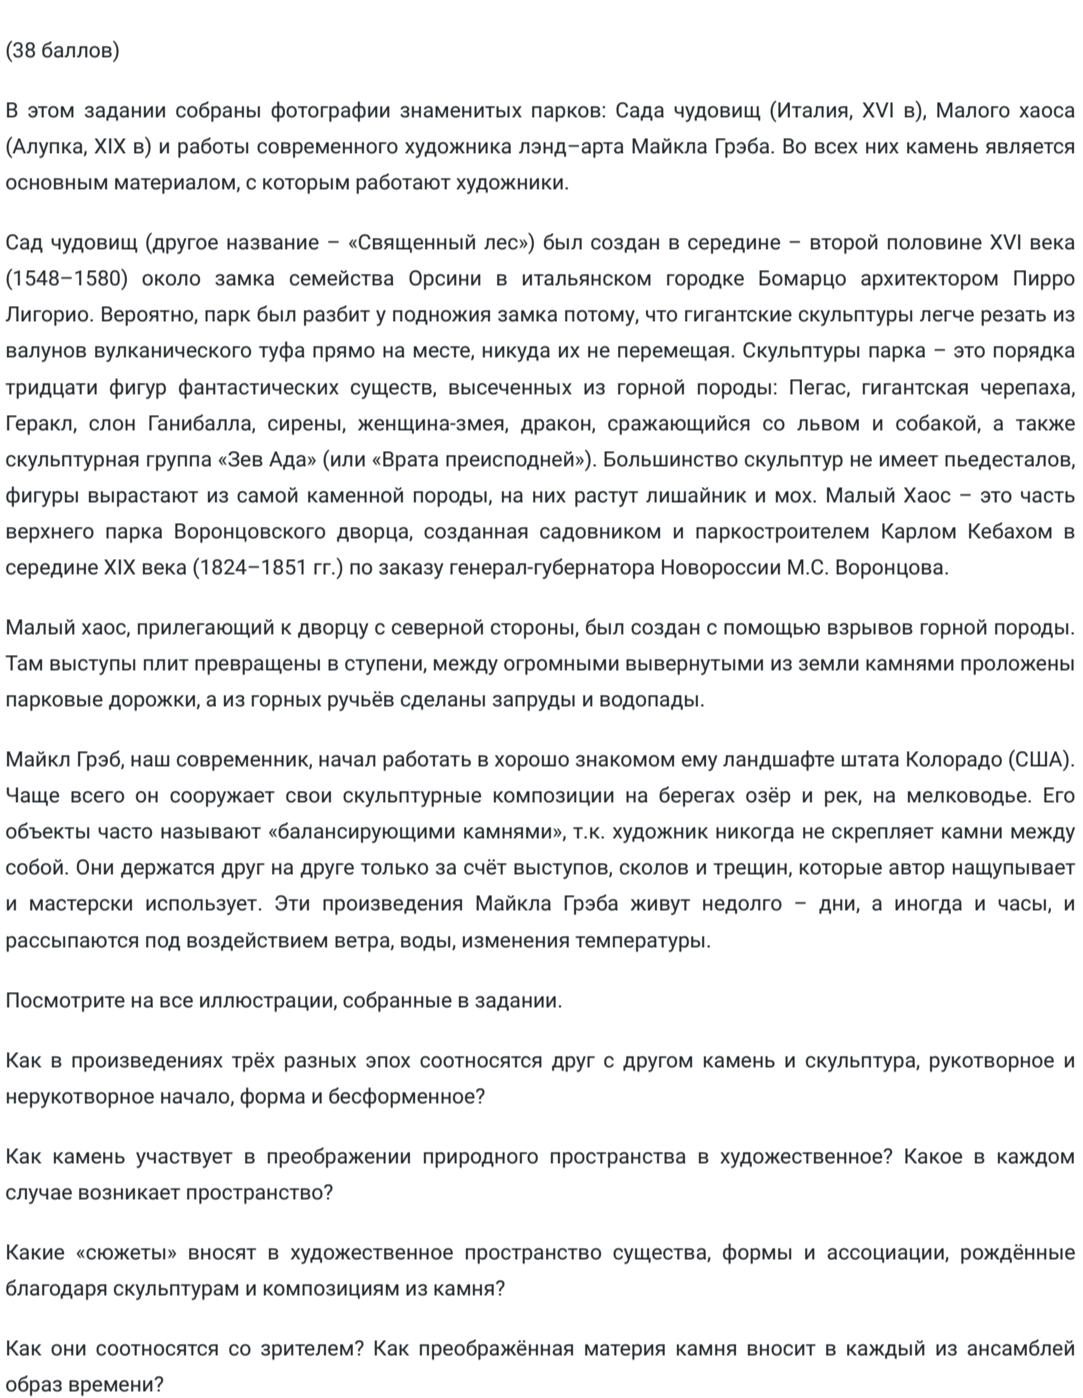 (38 баллов)
В этом задании собраны фотографии знаменитых парков: Сада чудовищ (Италия, XVI в), Малого хаоса
(Алупка, XIX в) и работы современного художника лэнд–арта Майкла Грэба. Во всех них камень является
основным материалом, с которым работают художники.
Сад чудовищ (другое название – «Священный лес») был создан в середине – второй половине XVI века
(1548–1580) около замка семейства Орсини в итальянском городке Бомарцо архитектором Пирро
Лигорио. Вероятно, парк был разбит у подножия замка потому, что гигантские скульптуры легче резать из
валунов вулканического туфа прямо на месте, никуда их не перемещая. Скульптуры парка – это порядка
тридцати фигур фантастических существ, высеченных из горной породы: Пегас, гигантская черепаха,
Геракл, слон Ганибалла, сирены, женщина-змея, дракон, сражающийся со львом и собакой, а также
скульптурная группа «Зев Ада» (или «Врата преисподней»). Большинство скульптур не имеет пьедесталов,
фигуры вырастают из самой каменной породы, на них растут лишайник и мох. Малый Хаос – это часть
верхнего парка Воронцовского дворца, созданная садовником и паркостроителем Карлом Кебахом в
середине XIX века (1824–1851 гг.) по заказу генерал-губернатора Новороссии М.С. Воронцова.
Малый хаос, прилегающий к дворцу с северной стороны, был создан с помощью взрывов горной породы.
Там выступы плит превращены в ступени, между огромными вывернутыми из земли камнями проложены
парковые дорожки, а из горных ручьёв сделаны запруды и водопады.
Майкл Грэб, наш современник, начал работать в хорошо знакомом ему ландшафте штата Колорадо (США).
Чаще всего он сооружает свои скульптурные композиции на берегах озёр и рек, на мелководье. Его
объекты часто называют «балансирующими камнями», т.к. художник никогда не скрепляет камни между
собой. Они держатся друг на друге только за счёт выступов, сколов и трещин, которые автор нащупывает
и мастерски использует. Эти произведения Майкла Грэба живут недолго – дни, а иногда и часы, и
рассыпаются под воздействием ветра, воды, изменения температуры.
Посмотрите на все иллюстрации, собранные в задании.
Как в произведениях трёх разных эпох соотносятся друг с другом камень и скульптура, рукотворное и
нерукотворное начало, форма и бесформенное?
Как камень участвует в преображении природного пространства в художественное? Какое в каждом
случае возникает пространство?
Какие «сюжеты» вносят в художественное пространство существа, формы и ассоциации, рождённые
благодаря скульптурам и композициям из камня?
Как они соотносятся со зрителем? Как преображённая материя камня вносит в каждый из ансамблей
образ времени?